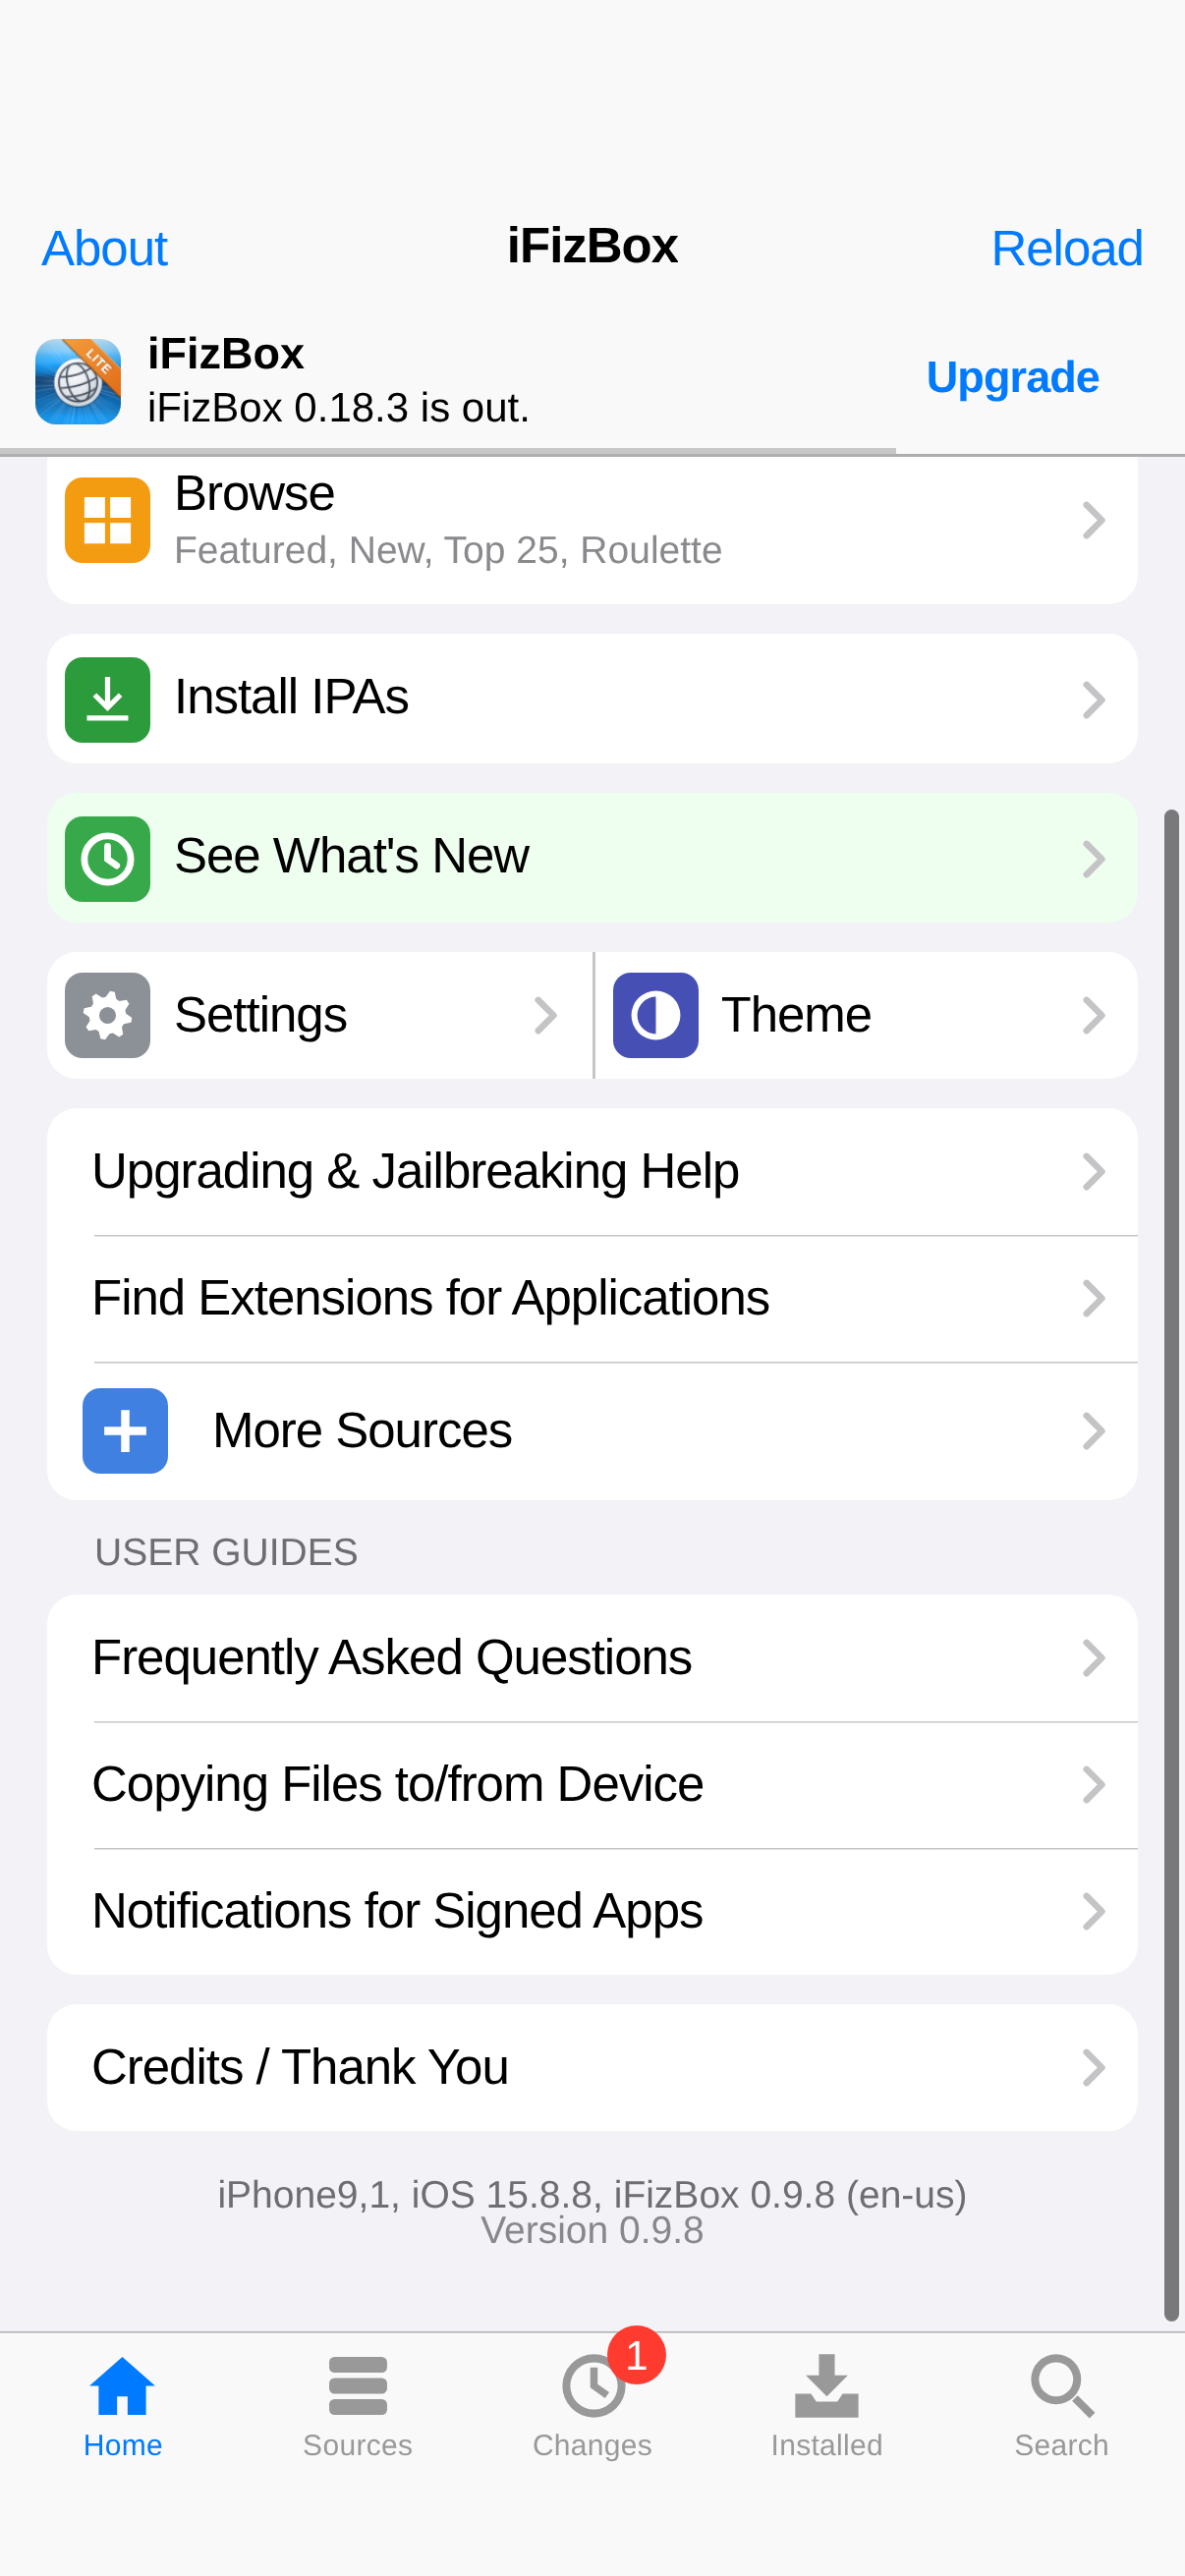 About
iFizBox
Reload
LITE
iFizBox
iFizBox 0.18.3 is out.
Upgrade
Browse
Featured, New, Top 25, Roulette
Install IPAs
See What's New
Settings
Theme
Upgrading & Jailbreaking Help
Find Extensions for Applications
More Sources
USER GUIDES
Frequently Asked Questions
Copying Files to/from Device
Notifications for Signed Apps
Credits / Thank You
iPhone9,1, iOS 15.8.8, iFizBox 0.9.8 (en-us)
Version 0.9.8
1
Home
Sources
Changes
Installed
Search